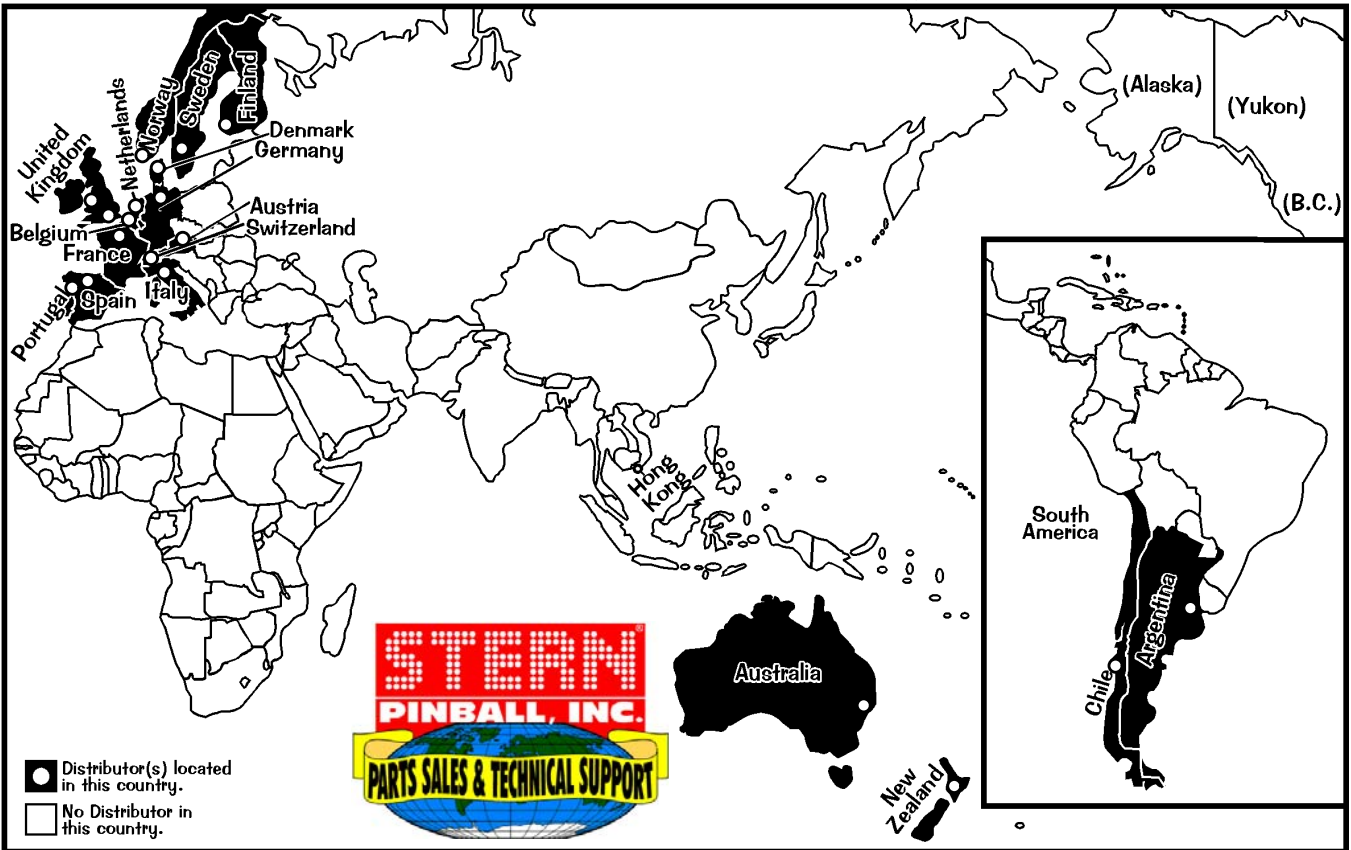 (Alaska)
(Yukon)
(B.C.)
Norway
Sweden
Finland
Netherlands
United
Kingdom
Denmark
Germany
Austria
Switzerland
Belgium
France
Portugal
Spain
Italy
Hong
Kong
South
America
Argentina
Chile
Australia
New
Zealand
STERN®
PINBALL, INC.
PARTS SALES & TECHNICAL SUPPORT
Distributor(s) located
in this country.
No Distributor in
this country.